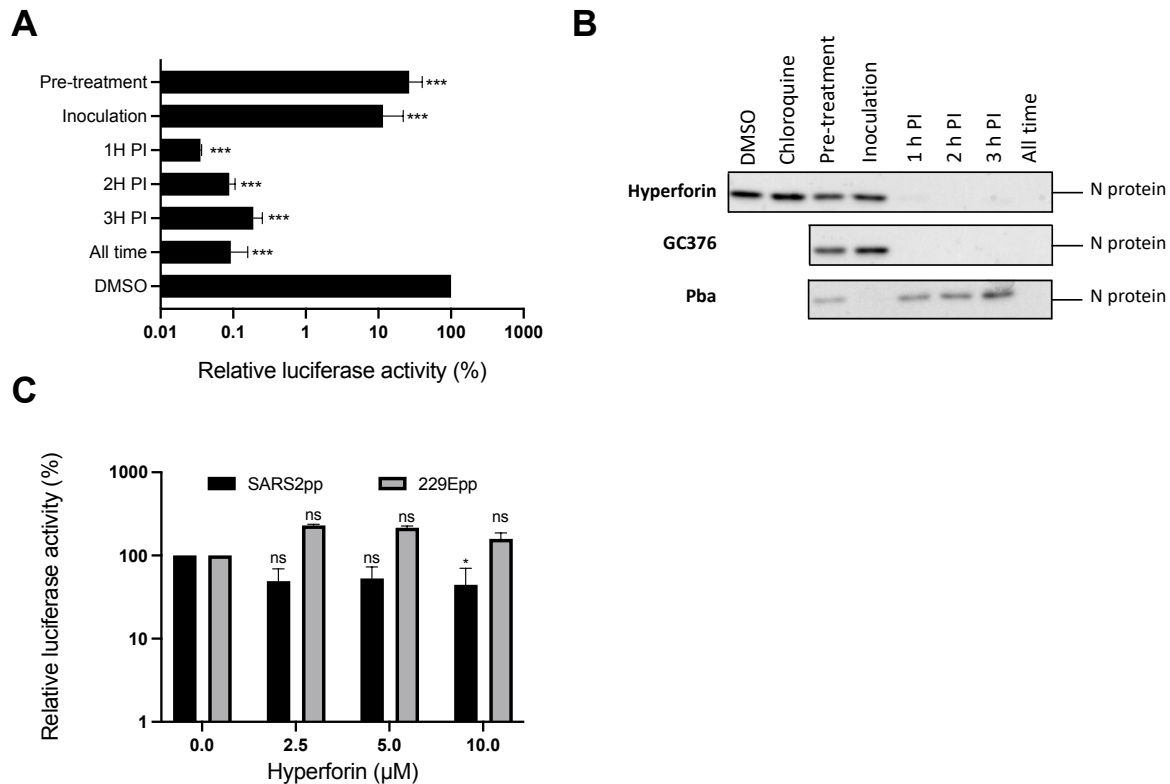 A
Pre-treatment
***
Inoculation
***
1H PI
***
2H PI
***
3H PI
***
All time
***
DMSO
0.01 0.1 1 10 100 1000
Relative luciferase activity (%)
B
DMSO
Chloroquine
Pre-treatment
Inoculation
1 h PI
2 h PI
3 h PI
All time
Hyperforin N protein
GC376 N protein
Pba N protein
C
Relative luciferase activity (%)
1000
100
10
1
SARS2pp 229Epp
ns ns ns ns * ns
0.0 2.5 5.0 10.0
Hyperforin (µM)